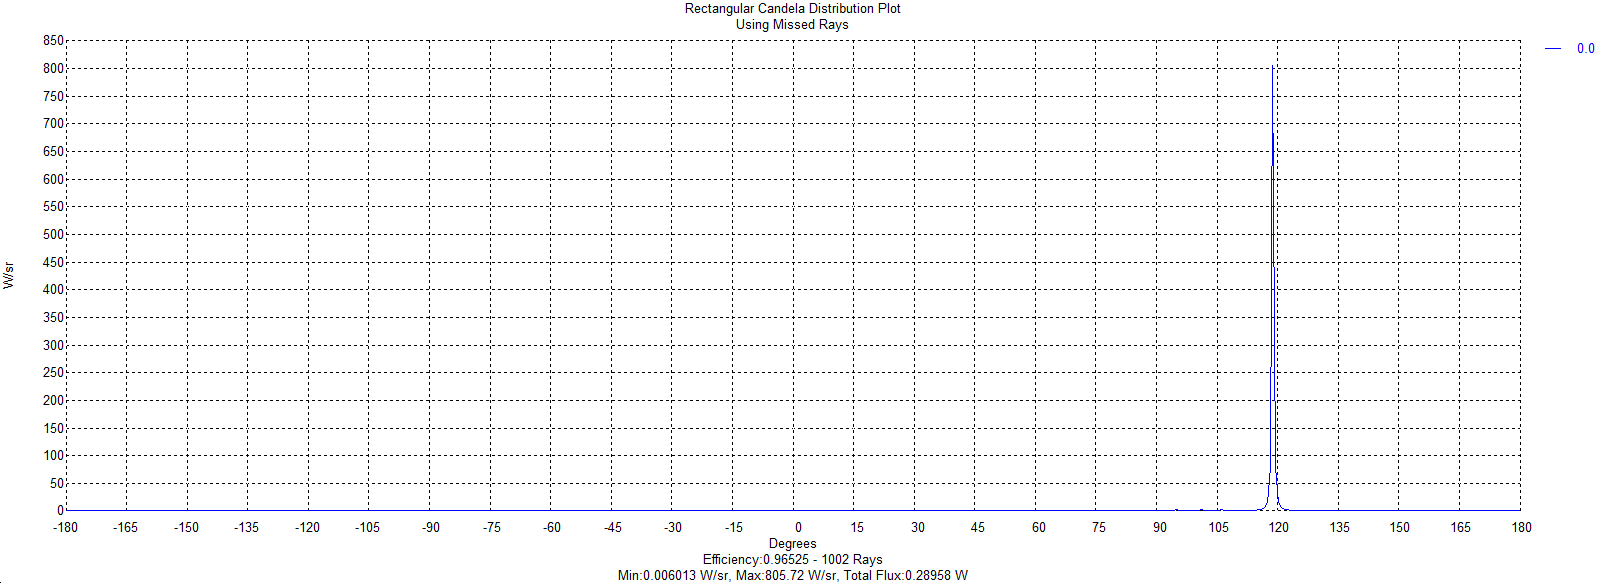 Rectangular Candela Distribution Plot
Using Missed Rays
850
800
750
700
650
600
550
500
450
400
350
300
250
200
150
100
50
0
W/sr
0.0
-180 -165 -150 -135 -120 -105 -90 -75 -60 -45 -30 -15 0 15 30 45 60 75 90 105 120 135 150 165 180
Degrees
Efficiency:0.96525 - 1002 Rays
Min:0.006013 W/sr, Max:805.72 W/sr, Total Flux:0.28958 W